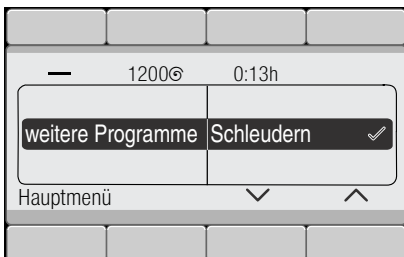 — 1200 0:13h
weitere Programme Schleudern ✓
Hauptmenü